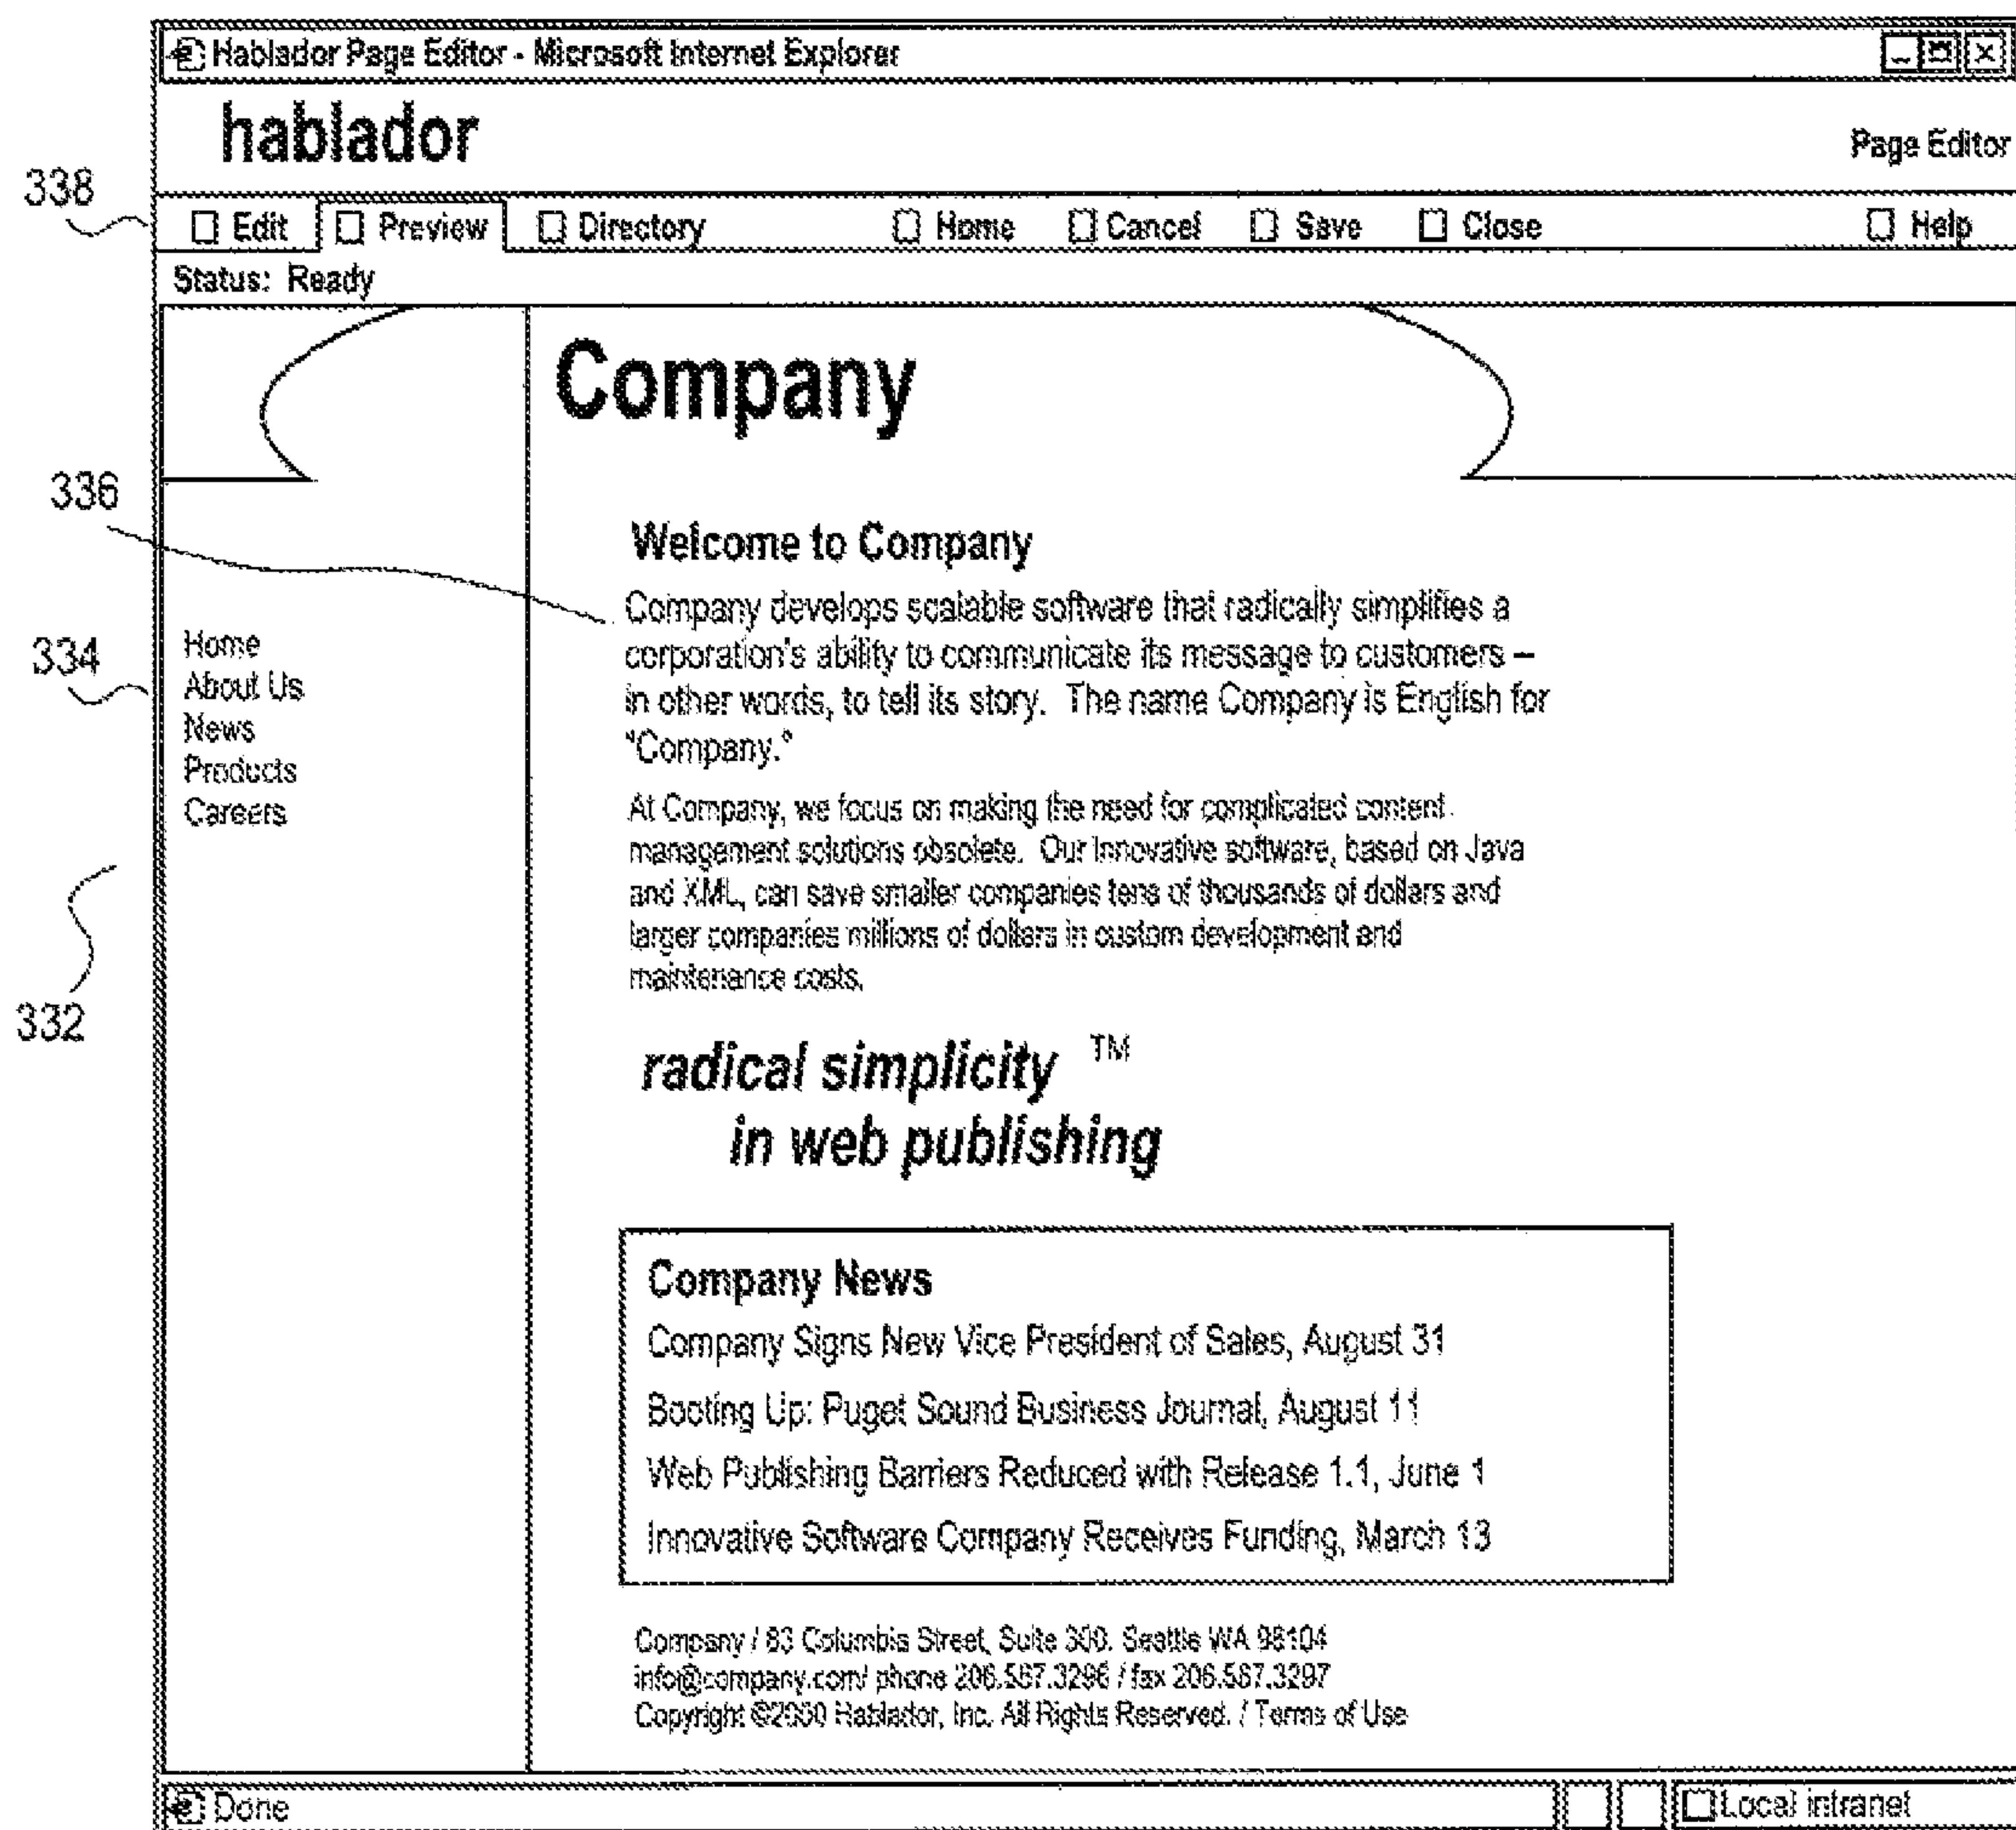 Hablador Page Editor - Microsoft Internet Explorer
hablador
Page Editor
338
Edit Preview Directory Home Cancel Save Close Help
Status: Ready
Company
336
Welcome to Company
Company develops scalable software that radically simplifies a
corporation's ability to communicate its message to customers –
in other words, to tell its story. The name Company is English for
"Company."
334
Home
About Us
News
Products
Careers
At Company, we focus on making the need for complicated content
management solutions obsolete. Our innovative software, based on Java
and XML, can save smaller companies tens of thousands of dollars and
larger companies millions of dollars in custom development and
maintenance costs.
332
radical simplicity TM
in web publishing
Company News
Company Signs New Vice President of Sales, August 31
Booting Up: Puget Sound Business Journal, August 11
Web Publishing Barriers Reduced with Release 1.1, June 1
Innovative Software Company Receives Funding, March 13
Company / 83 Columbia Street, Suite 300. Seattle WA 98104
info@company.com/ phone 206.587.3296 / fax 206.587.3297
Copyright ©2000 Hablador, Inc. All Rights Reserved. / Terms of Use
Done
Local intranet